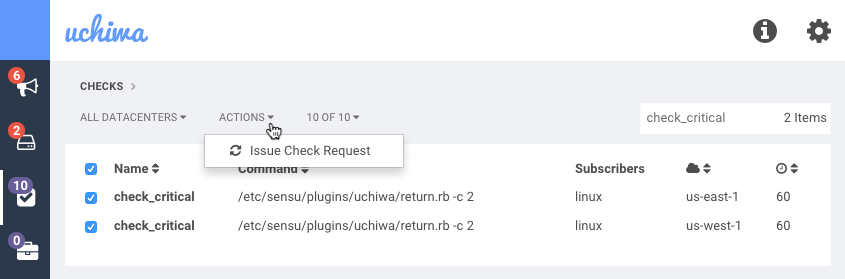 uchiwa
6
CHECKS >
ALL DATACENTERS ACTIONS 10 OF 10
check_critical 2 Items
2
Issue Check Request
Name Command Subscribers
10
check_critical /etc/sensu/plugins/uchiwa/return.rb -c 2 linux us-east-1 60
check_critical /etc/sensu/plugins/uchiwa/return.rb -c 2 linux us-west-1 60
0